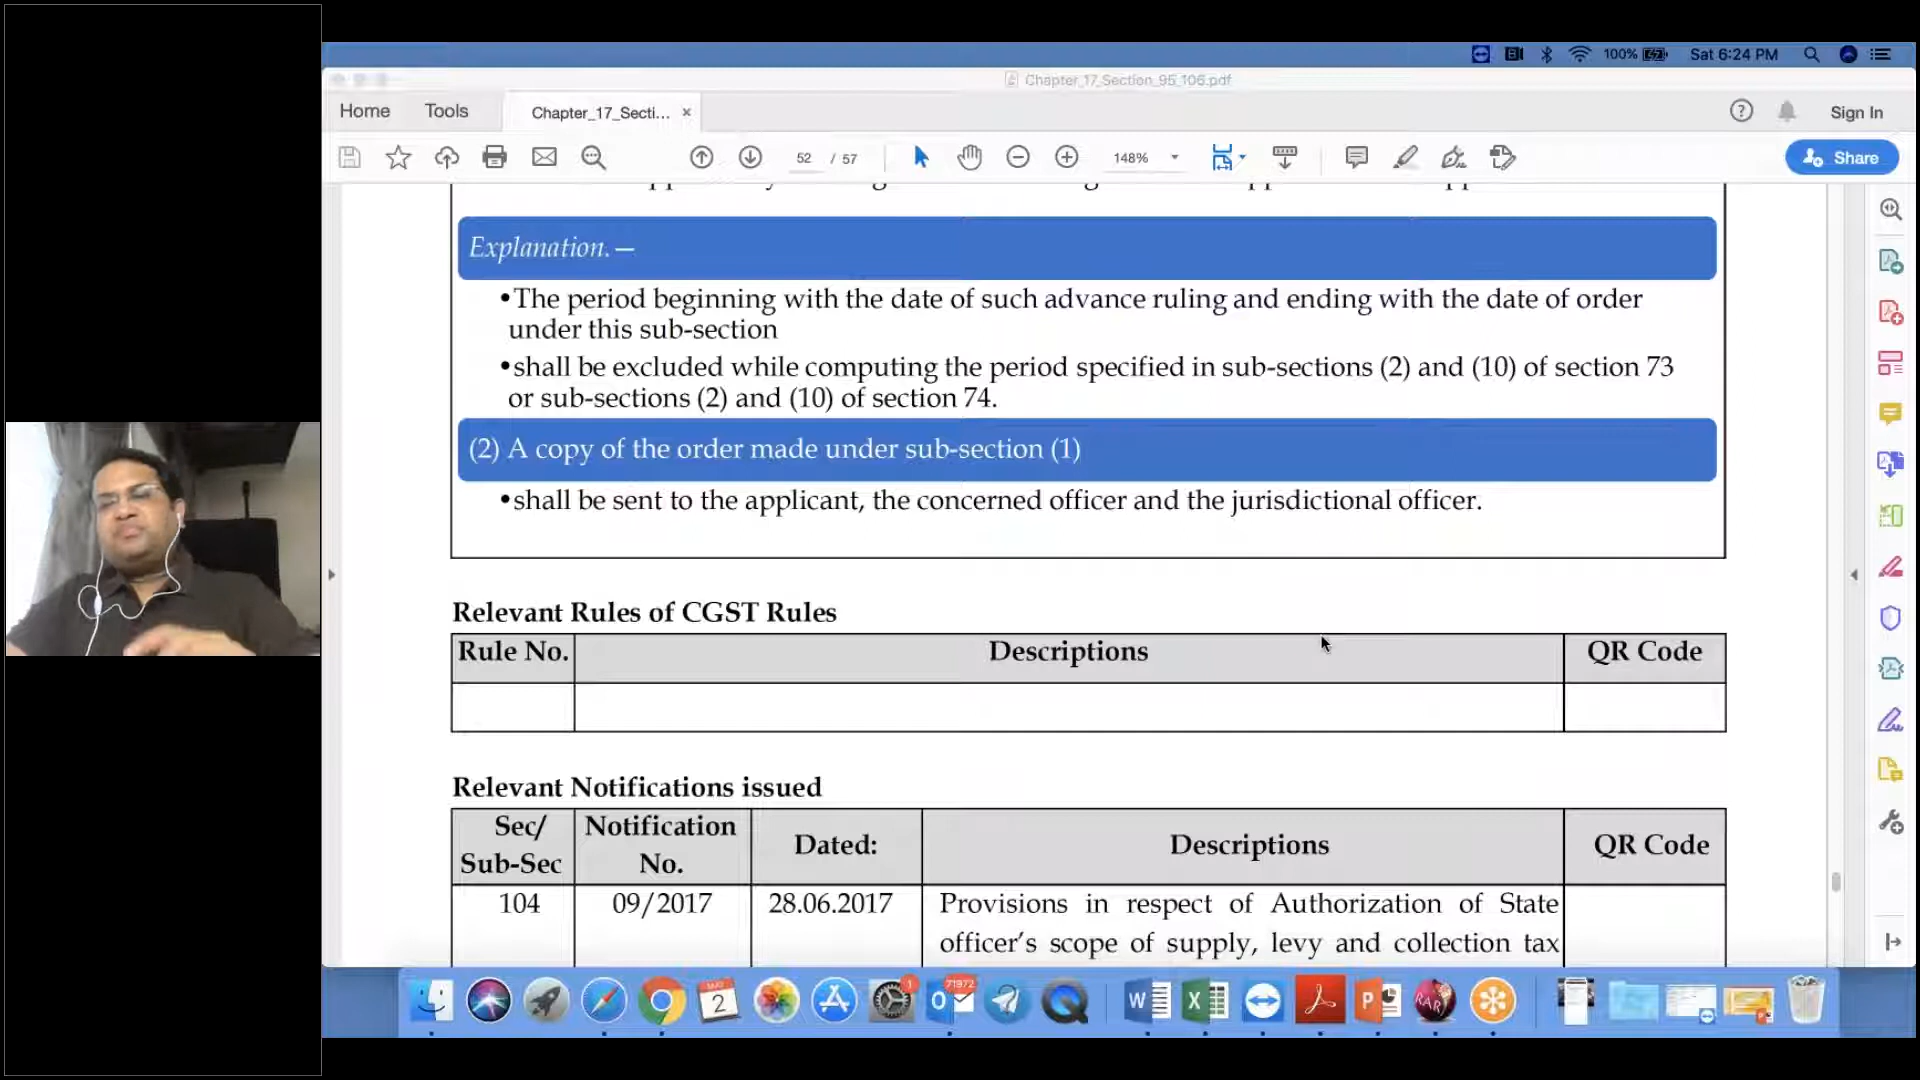 100%
Sat 6:24 PM
Chapter_17_Section_95_106.pdf
Home
Tools
Chapter_17_Secti... ×
Sign In
52 / 57
148%
Share
Explanation.—
•The period beginning with the date of such advance ruling and ending with the date of order
under this sub-section
•shall be excluded while computing the period specified in sub-sections (2) and (10) of section 73
or sub-sections (2) and (10) of section 74.
(2) A copy of the order made under sub-section (1)
•shall be sent to the applicant, the concerned officer and the jurisdictional officer.
Relevant Rules of CGST Rules
Rule No. Descriptions QR Code
Relevant Notifications issued
Sec/ Notification
Dated: Descriptions QR Code
Sub-Sec No.
104 09/2017 28.06.2017 Provisions in respect of Authorization of State
officer's scope of supply, levy and collection tax
MAY
2
1
71972
W
X
P
RAR